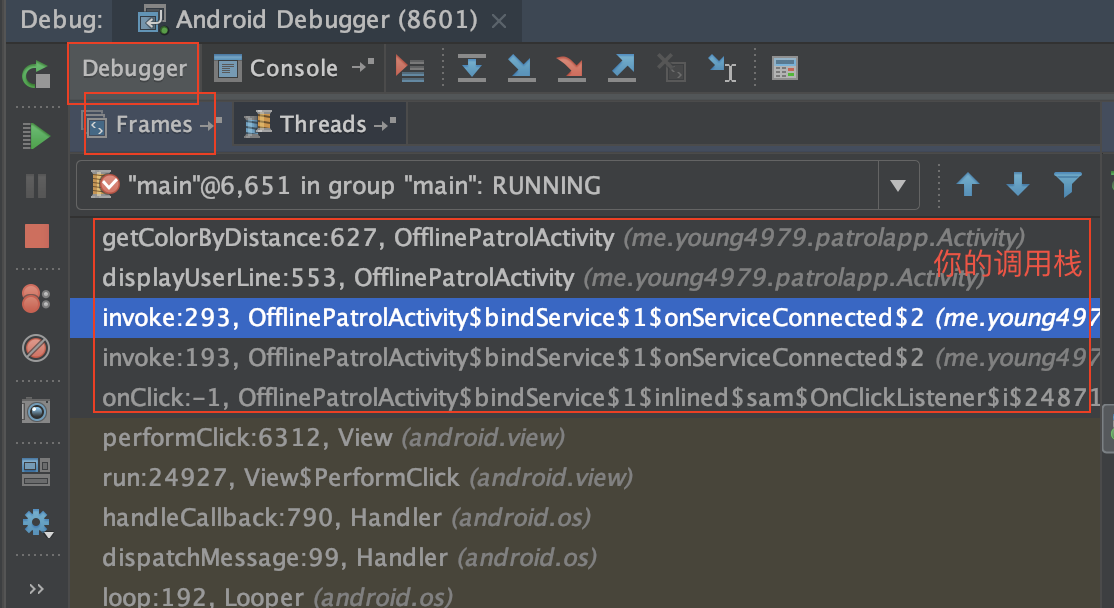 Debug: Android Debugger (8601)
Debugger Console
Frames Threads
"main"@6,651 in group "main": RUNNING
getColorByDistance:627, OfflinePatrolActivity (me.young4979.patrolapp.Activity)
你的调用栈
displayUserLine:553, OfflinePatrolActivity (me.young4979.patrolapp.Activity)
invoke:293, OfflinePatrolActivity$bindService$1$onServiceConnected$2 (me.young497
invoke:193, OfflinePatrolActivity$bindService$1$onServiceConnected$2 (me.young497
onClick:-1, OfflinePatrolActivity$bindService$1$inlined$sam$OnClickListener$i$24871
performClick:6312, View (android.view)
run:24927, View$PerformClick (android.view)
handleCallback:790, Handler (android.os)
dispatchMessage:99, Handler (android.os)
loop:192, Looper (android.os)